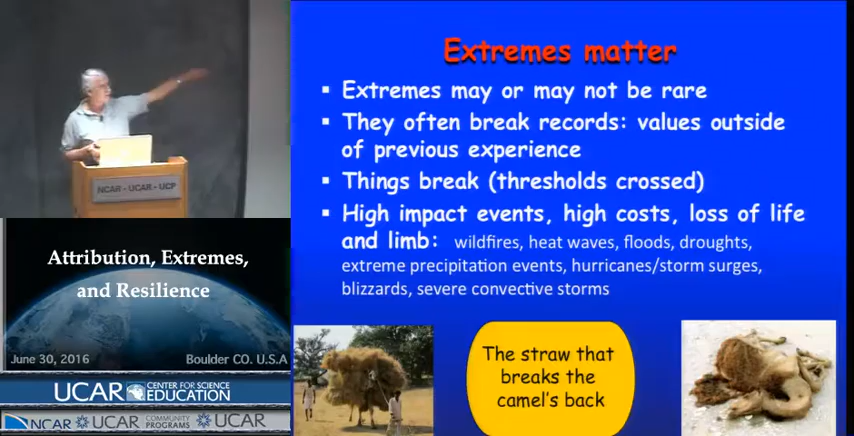 NCAR - UCAR - UCP
Attribution, Extremes,
and Resilience
June 30, 2016
Boulder CO. U.S.A
UCAR CENTER FOR SCIENCE
EDUCATION
NCAR UCAR COMMUNITY
PROGRAMS UCAR
Extremes matter
▪ Extremes may or may not be rare
▪ They often break records: values outside
of previous experience
▪ Things break (thresholds crossed)
▪ High impact events, high costs, loss of life
and limb: wildfires, heat waves, floods, droughts,
extreme precipitation events, hurricanes/storm surges,
blizzards, severe convective storms
The straw that
breaks the
camel's back